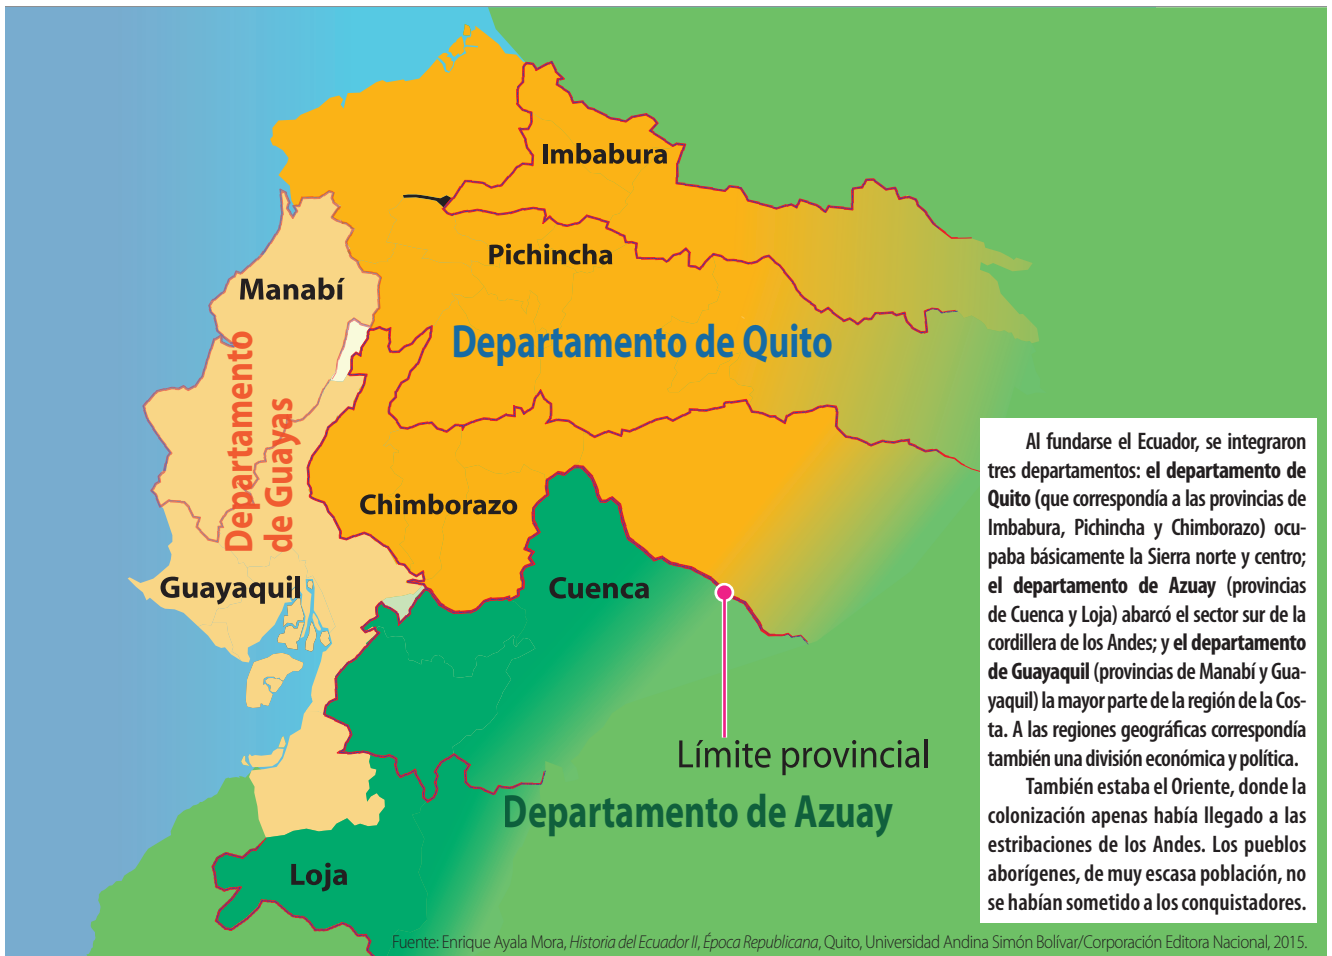 Imbabura
Pichincha
Manabí
Departamento de Quito
Departamento
de Guayas
Chimborazo
Guayaquil
Cuenca
Límite provincial
Departamento de Azuay
Loja
Al fundarse el Ecuador, se integraron
tres departamentos: el departamento de
Quito (que correspondía a las provincias de
Imbabura, Pichincha y Chimborazo) ocu-
paba básicamente la Sierra norte y centro;
el departamento de Azuay (provincias
de Cuenca y Loja) abarcó el sector sur de la
cordillera de los Andes; y el departamento
de Guayaquil (provincias de Manabí y Gua-
yaquil) la mayor parte de la región de la Cos-
ta. A las regiones geográficas correspondía
también una división económica y política.
También estaba el Oriente, donde la
colonización apenas había llegado a las
estribaciones de los Andes. Los pueblos
aborígenes, de muy escasa población, no
se habían sometido a los conquistadores.
Fuente: Enrique Ayala Mora, Historia del Ecuador II, Época Republicana, Quito, Universidad Andina Simón Bolívar/Corporación Editora Nacional, 2015.